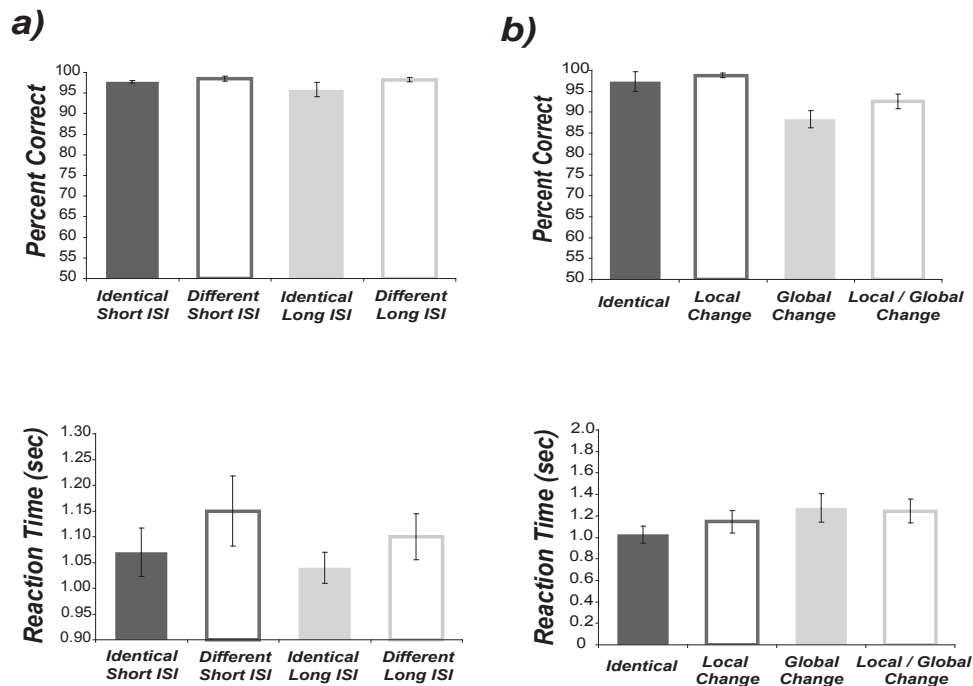 a)
Percent Correct
100
95
90
85
80
75
70
65
60
55
50
Identical
Short ISI
Different
Short ISI
Identical
Long ISI
Different
Long ISI
b)
Percent Correct
100
95
90
85
80
75
70
65
60
55
50
Identical
Local
Change
Global
Change
Local / Global
Change
Reaction Time (sec)
1.30
1.25
1.20
1.15
1.10
1.05
1.00
0.95
0.90
Identical
Short ISI
Different
Short ISI
Identical
Long ISI
Different
Long ISI
Reaction Time (sec)
2.0
1.8
1.6
1.4
1.2
1.0
0.8
0.6
0.4
0.2
0
Identical
Local
Change
Global
Change
Local / Global
Change